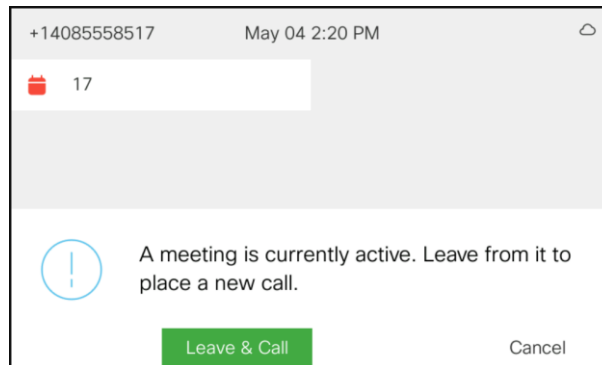 +14085558517 May 04 2:20 PM
17
A meeting is currently active. Leave from it to
place a new call.
Leave & Call Cancel